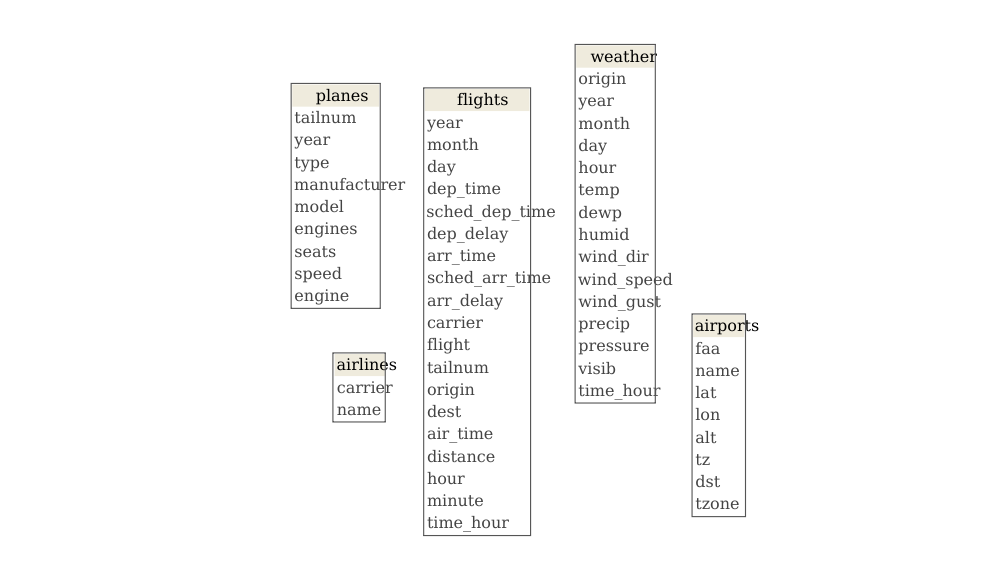 planes
tailnum
year
type
manufacturer
model
engines
seats
speed
engine
airlines
carrier
name
flights
year
month
day
dep_time
sched_dep_time
dep_delay
arr_time
sched_arr_time
arr_delay
carrier
flight
tailnum
origin
dest
air_time
distance
hour
minute
time_hour
weather
origin
year
month
day
hour
temp
dewp
humid
wind_dir
wind_speed
wind_gust
precip
pressure
visib
time_hour
airports
faa
name
lat
lon
alt
tz
dst
tzone